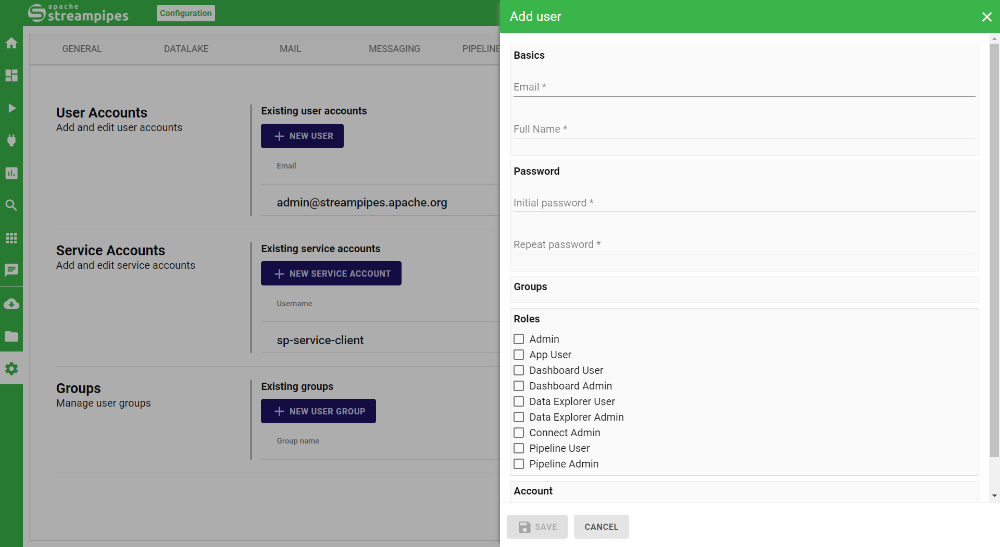 apache
streampipes
Configuration
GENERAL DATALAKE MAIL MESSAGING PIPELINE
User Accounts
Add and edit user accounts
Existing user accounts
+ NEW USER
Email
admin@streampipes.apache.org
Service Accounts
Add and edit service accounts
Existing service accounts
+ NEW SERVICE ACCOUNT
Username
sp-service-client
Groups
Manage user groups
Existing groups
+ NEW USER GROUP
Group name
Add user
Basics
Email *
Full Name *
Password
Initial password *
Repeat password *
Groups
Roles
Admin
App User
Dashboard User
Dashboard Admin
Data Explorer User
Data Explorer Admin
Connect Admin
Pipeline User
Pipeline Admin
Account
SAVE CANCEL